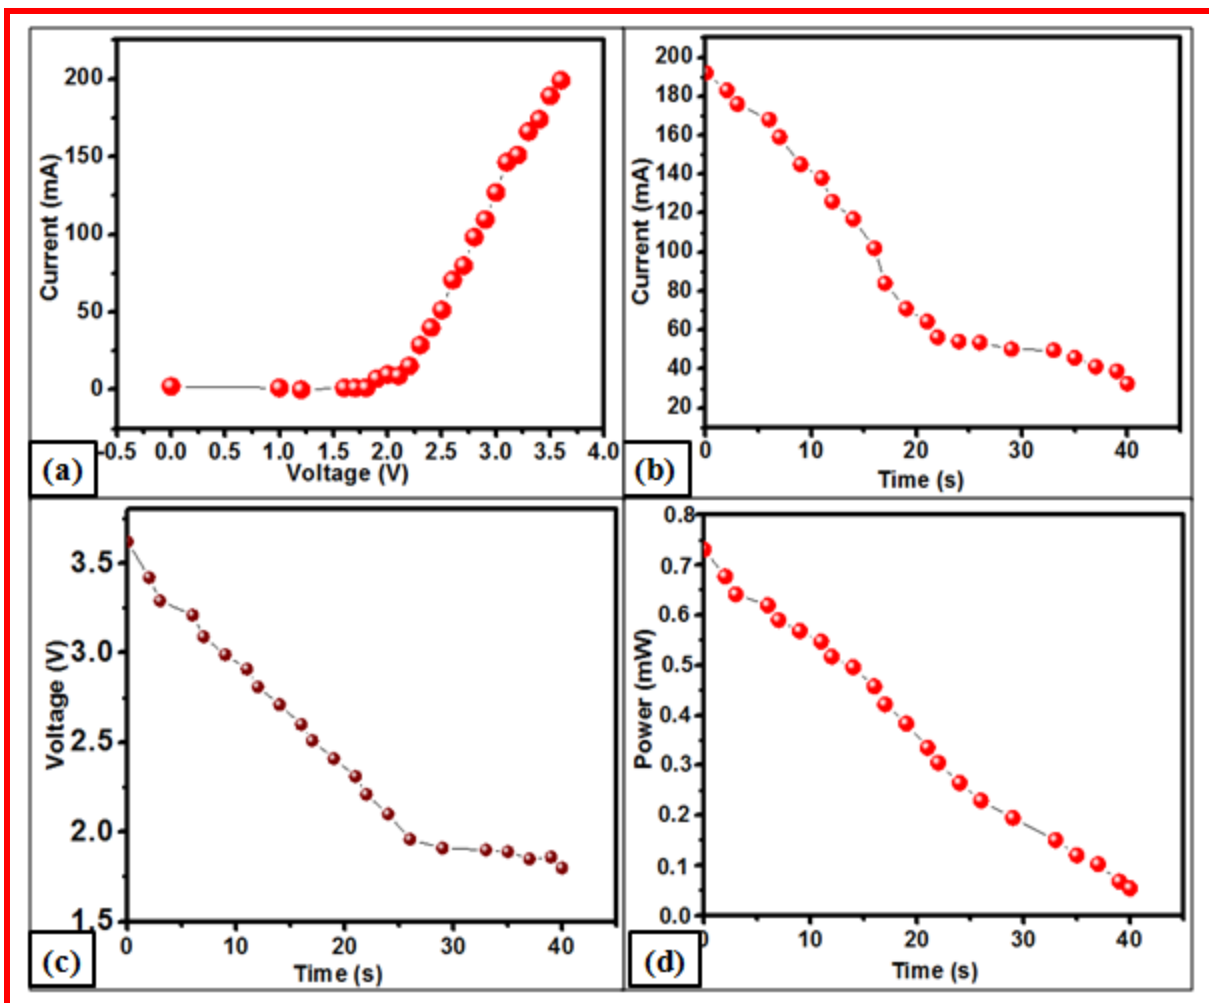 200
150
100
50
0
Current (mA)
-0.5 0.0 0.5 1.0 1.5 2.0 2.5 3.0 3.5 4.0
Voltage (V)
(a)
200
180
160
140
120
100
80
60
40
20
Current (mA)
0 10 20 30 40
Time (s)
(b)
3.5
3.0
2.5
2.0
1.5
Voltage (V)
0 10 20 30 40
Time (s)
(c)
0.8
0.7
0.6
0.5
0.4
0.3
0.2
0.1
0.0
Power (mW)
0 10 20 30 40
Time (s)
(d)